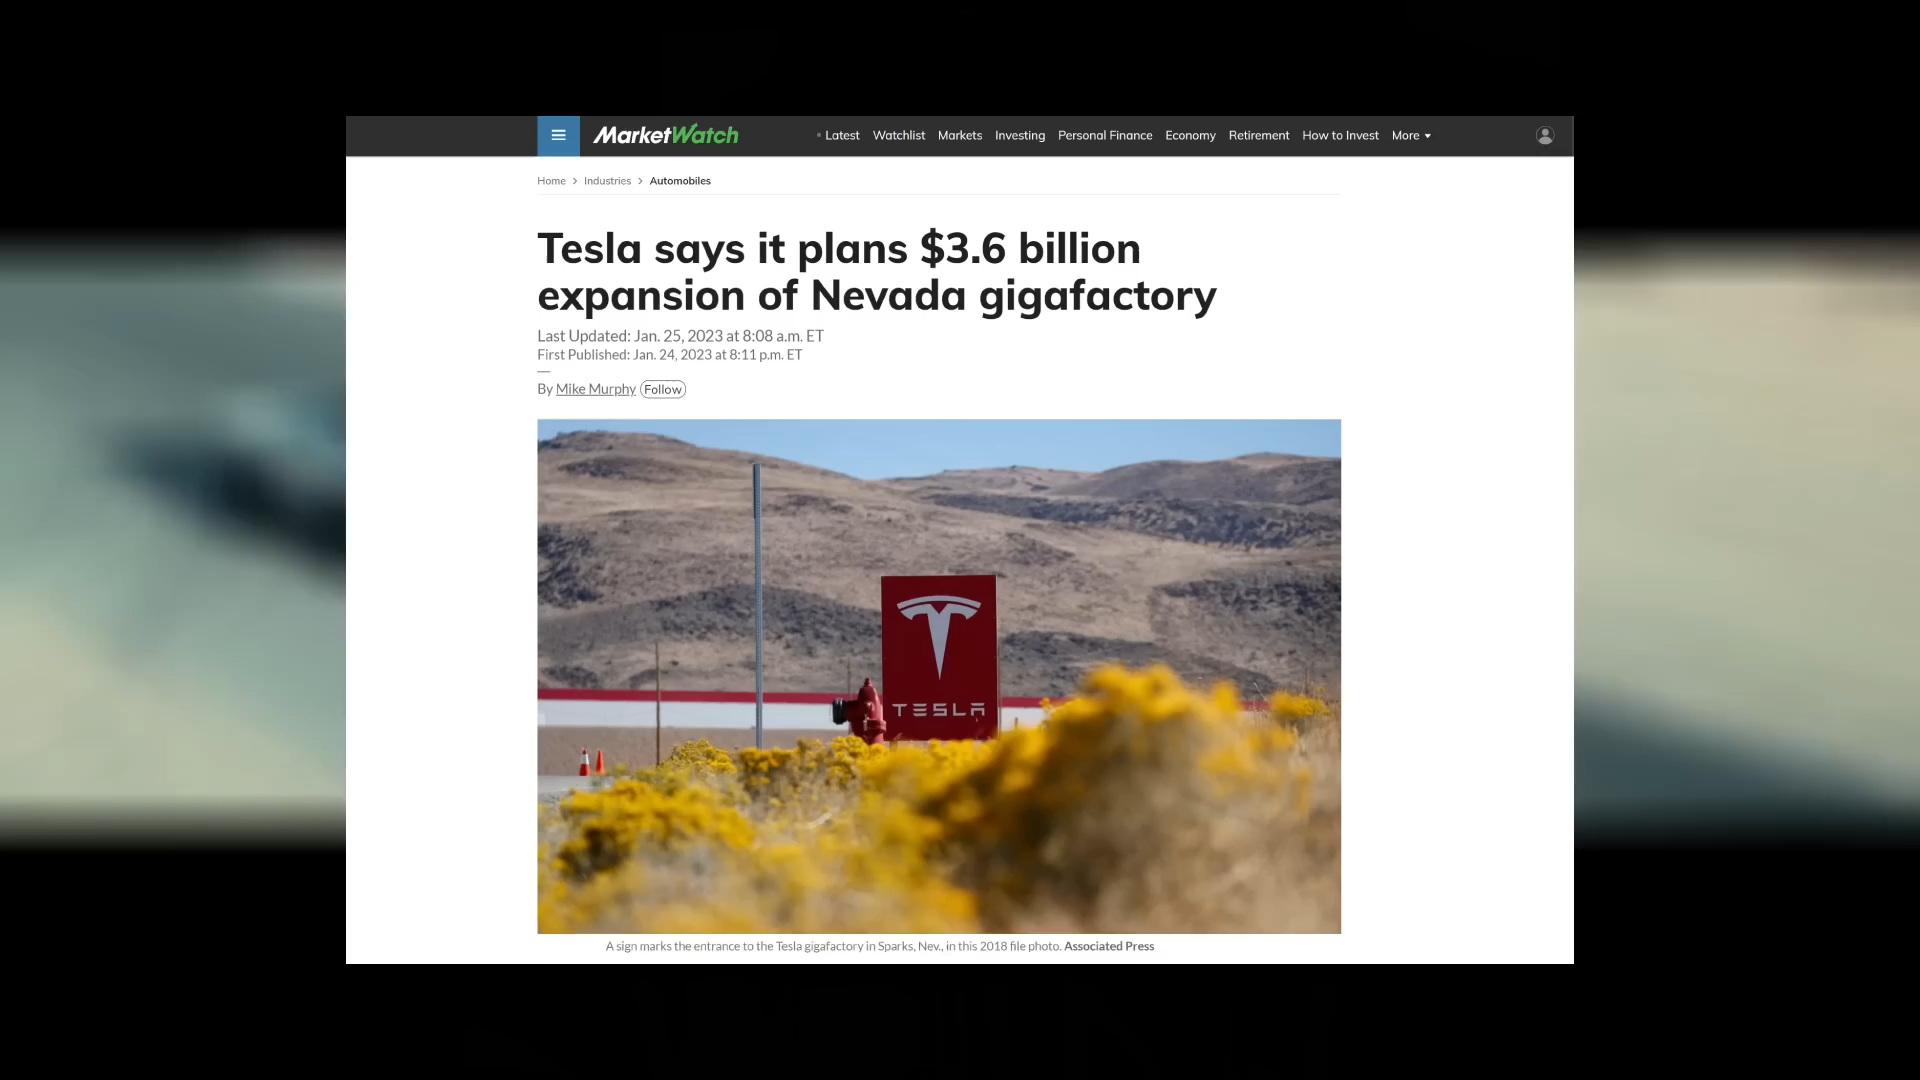 MarketWatch
Latest Watchlist Markets Investing Personal Finance Economy Retirement How to Invest More
Home > Industries > Automobiles
Tesla says it plans $3.6 billion
expansion of Nevada gigafactory
Last Updated: Jan. 25, 2023 at 8:08 a.m. ET
First Published: Jan. 24, 2023 at 8:11 p.m. ET
—
By Mike Murphy Follow
TESLA
A sign marks the entrance to the Tesla gigafactory in Sparks, Nev., in this 2018 file photo. Associated Press